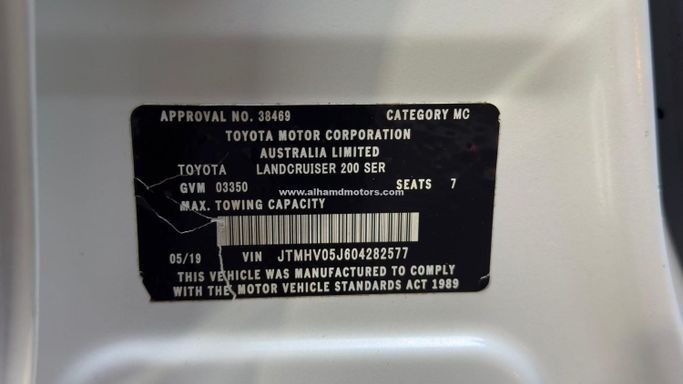 APPROVAL NO. 38469 CATEGORY MC
TOYOTA MOTOR CORPORATION
AUSTRALIA LIMITED
TOYOTA LANDCRUISER 200 SER
www.alhamdmotors.com
GVM 03350 SEATS 7
MAX. TOWING CAPACITY
05/19 VIN JTMHV05J604282577
THIS VEHICLE WAS MANUFACTURED TO COMPLY
WITH THE MOTOR VEHICLE STANDARDS ACT 1989